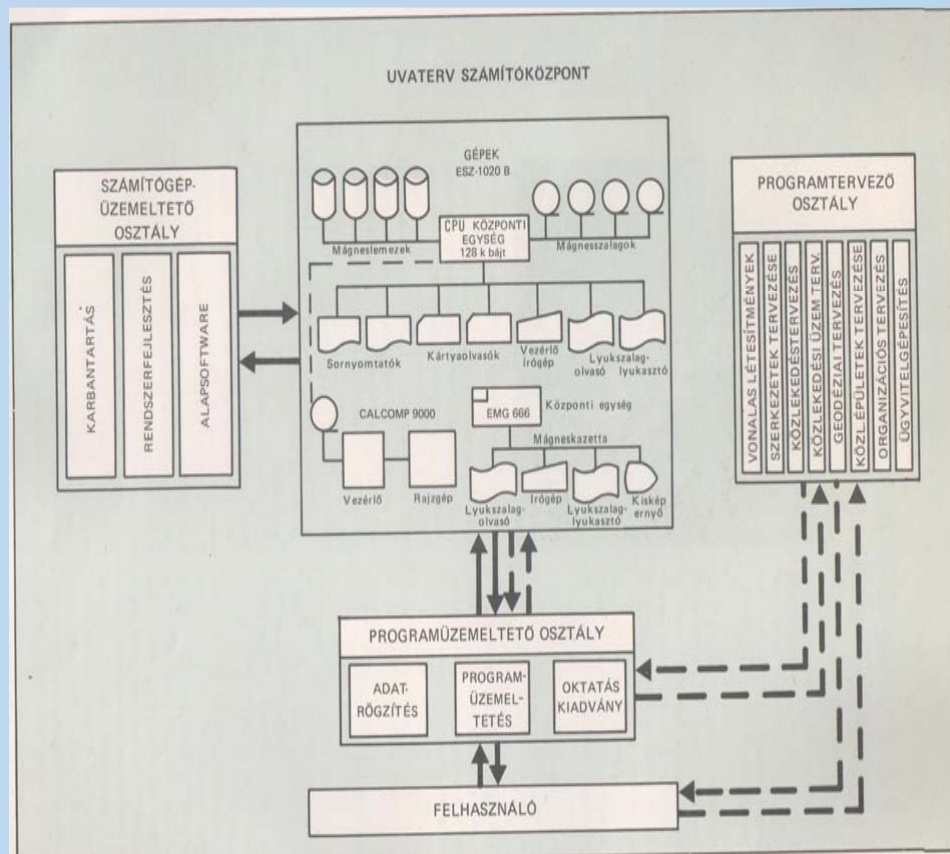 UVATERV SZÁMÍTÓKÖZPONT
SZÁMÍTÓGÉP-
ÜZEMELTETŐ
OSZTÁLY
KARBANTARTÁS
RENDSZERFEJLESZTÉS
ALAPSOFTWARE
GÉPEK
ESZ-1020 B
CPU KÖZPONTI
EGYSÉG
128 k bájt
Mágneslemezek
Mágnesszalagok
Sornyomtatók
Kártyaolvasók
Vezérlő
írógép
Lyukszalag-
olvasó
lyukasztó
CALCOMP 9000
Vezérlő
Rajzgép
EMG 666
Központi egység
Mágneskazetta
Lyukszalag-
olvasó
Irógép
Lyukszalag-
lyukasztó
Kiskép
ernyő
PROGRAMTERVEZŐ
OSZTÁLY
VONALAS LÉTESÍTMÉNYEK
SZERKEZETEK TERVEZÉSE
KÖZLEKEDÉSTERVEZÉS
KÖZLEKEDÉSI ÜZEM TERV.
GEODÉZIAI TERVEZÉS
KÖZL.ÉPÜLETEK TERVEZÉSE
ORGANIZÁCIÓS TERVEZÉS
ÜGYVITELGÉPESÍTÉS
PROGRAMÜZEMELTETŐ OSZTÁLY
ADAT-
RÖGZÍTÉS
PROGRAM-
ÜZEMEL-
TETÉS
OKTATÁS
KIADVÁNY
FELHASZNÁLÓ